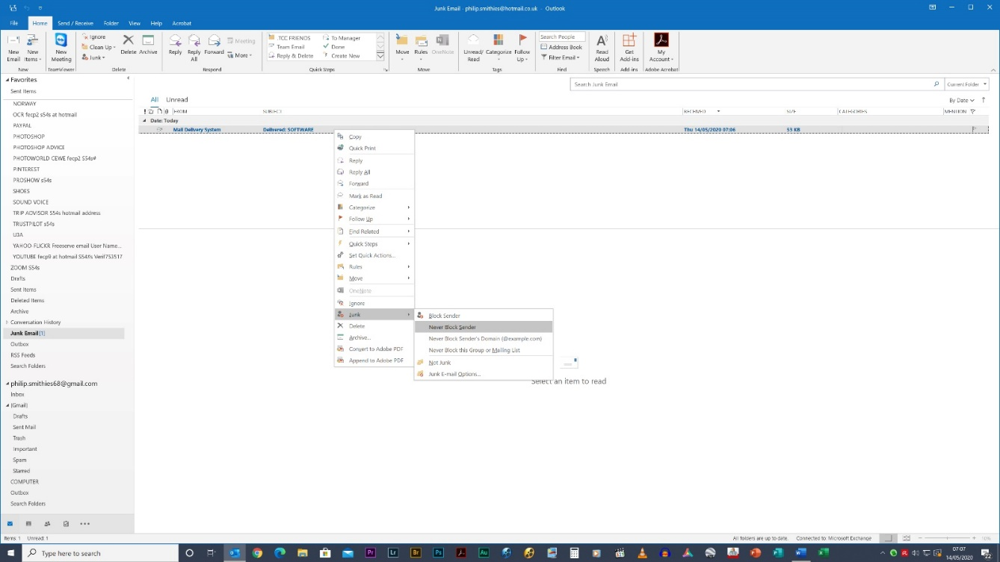 Junk Email - philip.smithies@hotmail.co.uk - Outlook
File Home Send / Receive Folder View Help Acrobat
New Email
New Items
New
New Meeting
TeamViewer
Ignore
Clean Up
Junk
Delete
Archive
Delete
Reply
Reply All
Forward
Meeting
More
Respond
.TCC FRIENDS
Team Email
Reply & Delete
To Manager
Done
Create New
Quick Steps
Move
Rules
OneNote
Move
Unread/ Read
Categorize
Follow Up
Tags
Search People
Address Book
Filter Email
Find
Read Aloud
Speech
Get Add-ins
Add-ins
My Account
Adobe Acrobat
Favorites
Sent Items
NORWAY
OCR fecp2 s54s at hotmail
PAYPAL
PHOTOSHOP
PHOTOSHOP ADVICE
PHOTOWORLD CEWE fecp2 S54s#
PINTEREST
PROSHOW s54s
SHOES
SOUND VOICE
TRIP ADVISOR S54s hotmail address
TRUSTPILOT s54s
U3A
YAHOO-FLICKR Freeserve email User Name...
YOUTUBE fecp9 at hotmail S54#s Verif753517
ZOOM S54s
Drafts
Sent Items
Deleted Items
Archive
Conversation History
Junk Email [1]
Outbox
RSS Feeds
Search Folders
philip.smithies68@gmail.com
Inbox
[Gmail]
Drafts
Sent Mail
Trash
Important
Spam
Starred
COMPUTER
Outbox
Search Folders
Search Junk Email
Current Folder
All Unread
By Date
FROM SUBJECT RECEIVED SIZE CATEGORIES MENTION
Date: Today
Mail Delivery System Delivered: SOFTWARE Thu 14/05/2020 07:06 53 KB
Copy
Quick Print
Reply
Reply All
Forward
Mark as Read
Categorize
Follow Up
Find Related
Quick Steps
Set Quick Actions...
Rules
Move
OneNote
Ignore
Junk
Delete
Archive...
Convert to Adobe PDF
Append to Adobe PDF
Block Sender
Never Block Sender
Never Block Sender's Domain (@example.com)
Never Block this Group or Mailing List
Not Junk
Junk E-mail Options...
Select an item to read
Items: 1 Unread: 1
All folders are up to date. Connected to: Microsoft Exchange
Type here to search
Pr
Lr
Br
Ps
Au
07:07
14/05/2020